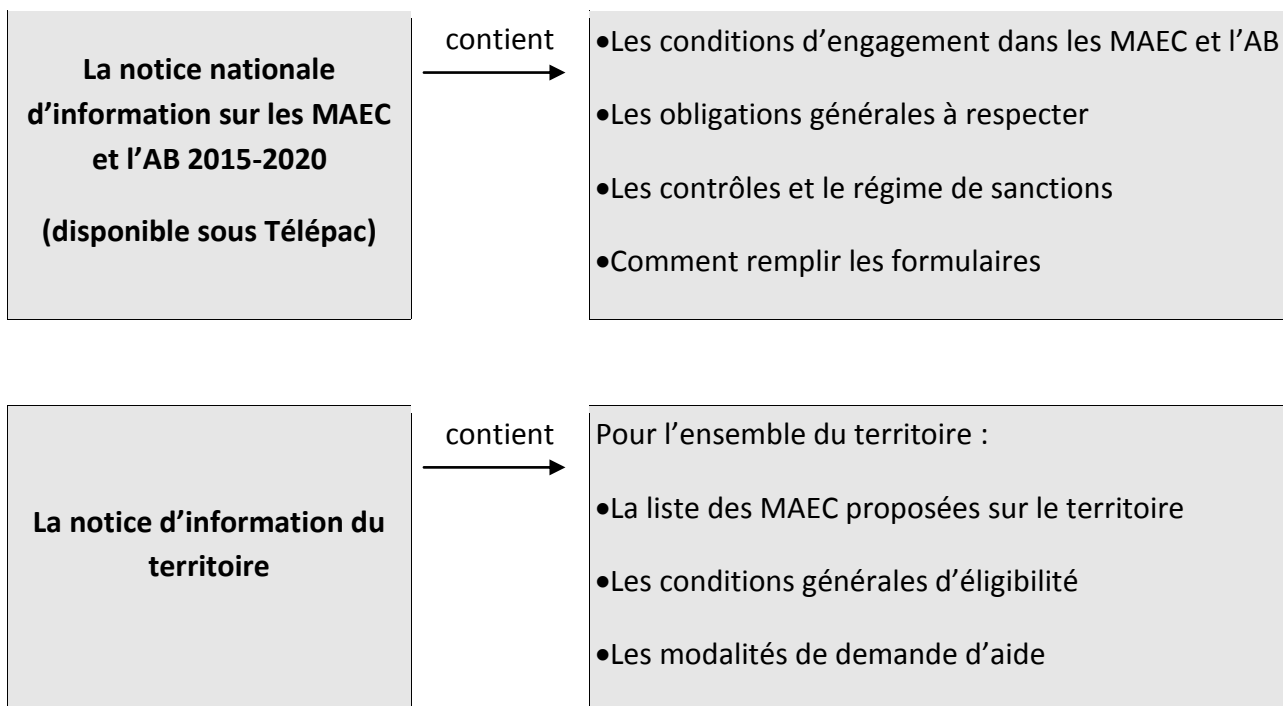 La notice nationale
d’information sur les MAEC
et l’AB 2015-2020
(disponible sous Télépac)
contient
•Les conditions d’engagement dans les MAEC et l’AB
•Les obligations générales à respecter
•Les contrôles et le régime de sanctions
•Comment remplir les formulaires
La notice d’information du
territoire
contient
Pour l’ensemble du territoire :
•La liste des MAEC proposées sur le territoire
•Les conditions générales d’éligibilité
•Les modalités de demande d’aide